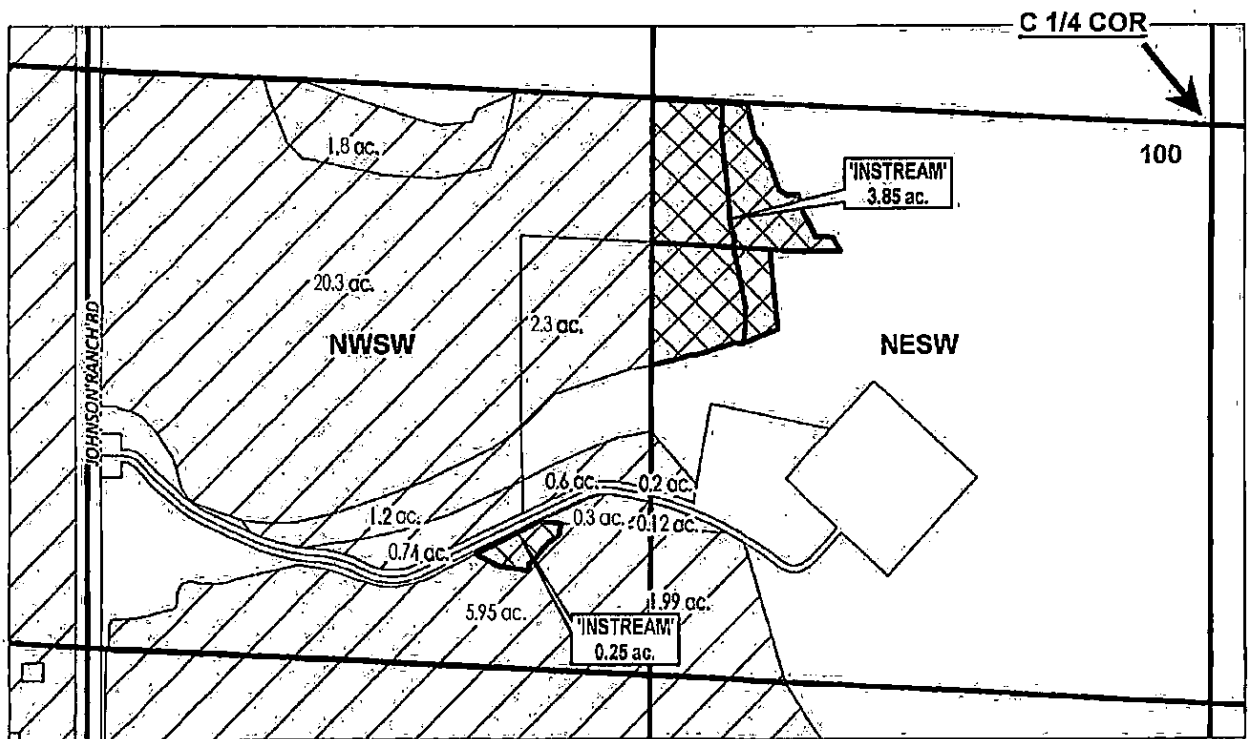 C 1/4 COR
100
1.8 ac.
'INSTREAM'
3.85 ac.
20.3 ac.
2.3 ac.
NWSW
NESW
JOHNSON RANCH RD
0.6 ac.
0.2 ac.
1.2 ac.
0.3 ac.
0.12 ac.
0.74 ac.
5.95 ac.
1.99 ac.
'INSTREAM'
0.25 ac.